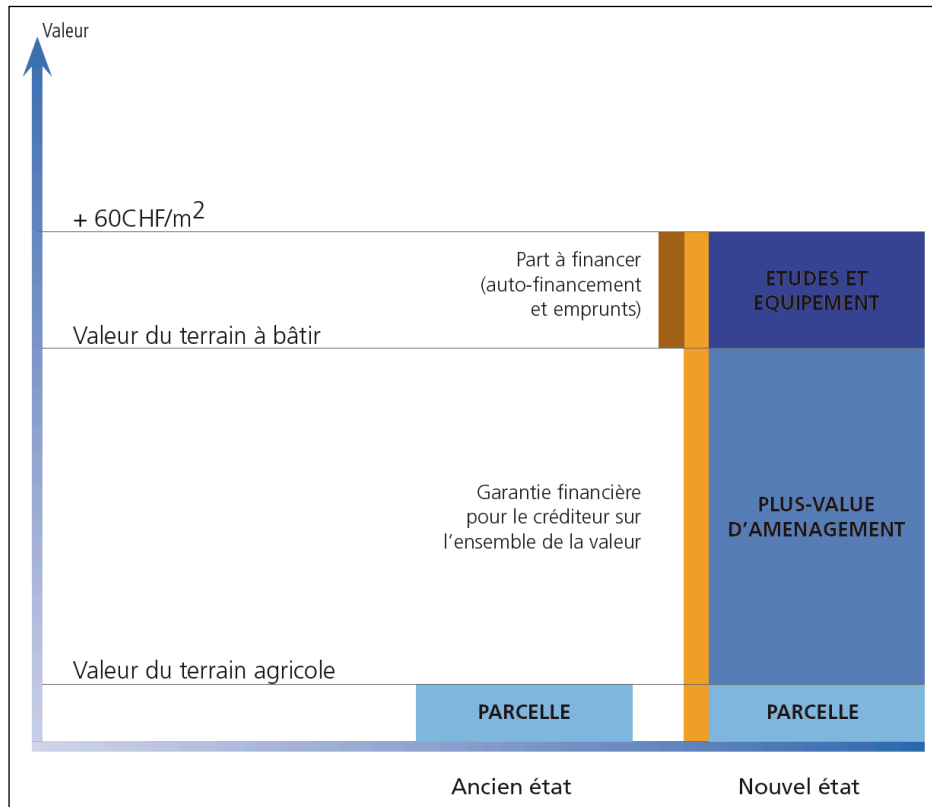 Valeur
+ 60CHF/m²
Part à financer
(auto-financement
et emprunts)
ETUDES ET
EQUIPEMENT
Valeur du terrain à bâtir
Garantie financière
pour le créditeur sur
l'ensemble de la valeur
PLUS-VALUE
D'AMENAGEMENT
Valeur du terrain agricole
PARCELLE
PARCELLE
Ancien état
Nouvel état